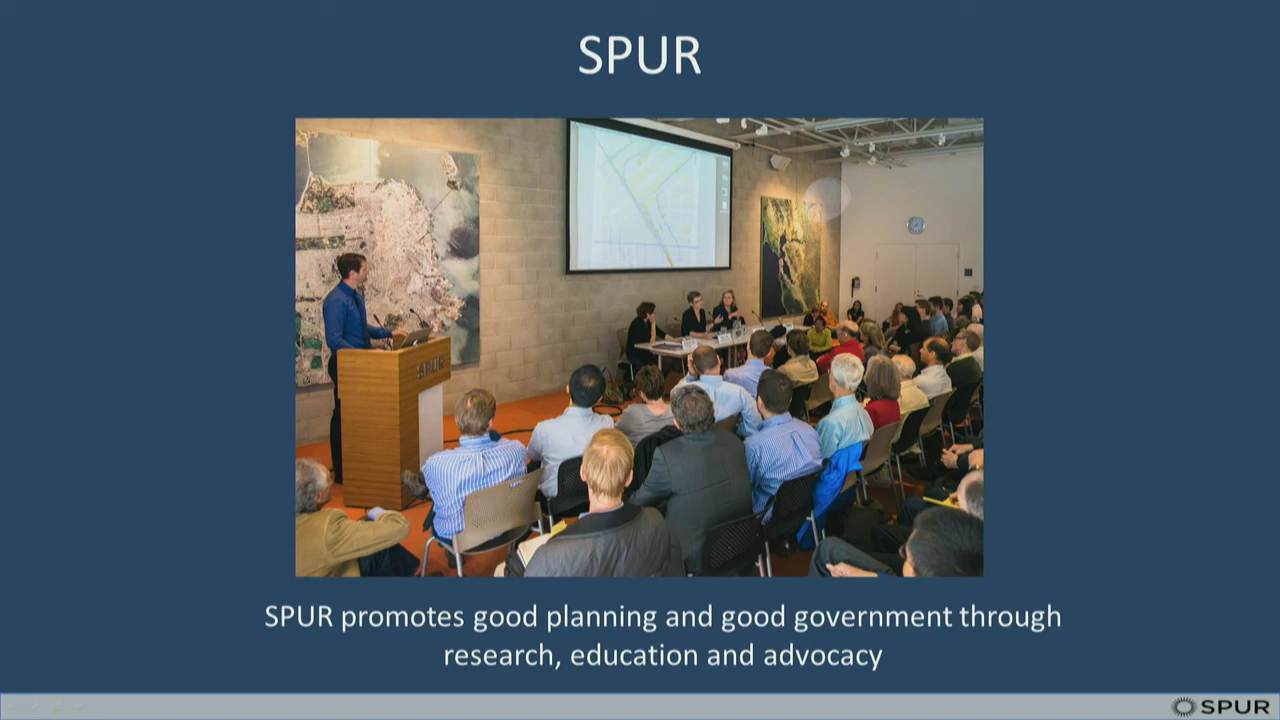 SPUR
SPUR
SPUR promotes good planning and good government through
research, education and advocacy
SPUR